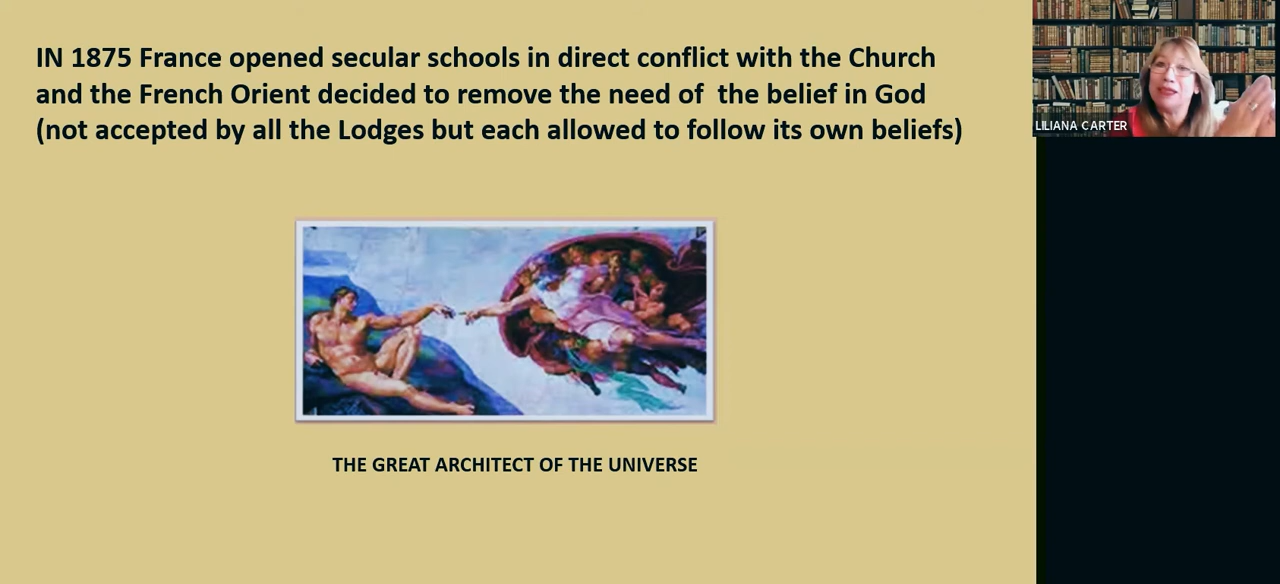 IN 1875 France opened secular schools in direct conflict with the Church
and the French Orient decided to remove the need of  the belief in God
(not accepted by all the Lodges but each allowed to follow its own beliefs)
LILIANA CARTER
THE GREAT ARCHITECT OF THE UNIVERSE